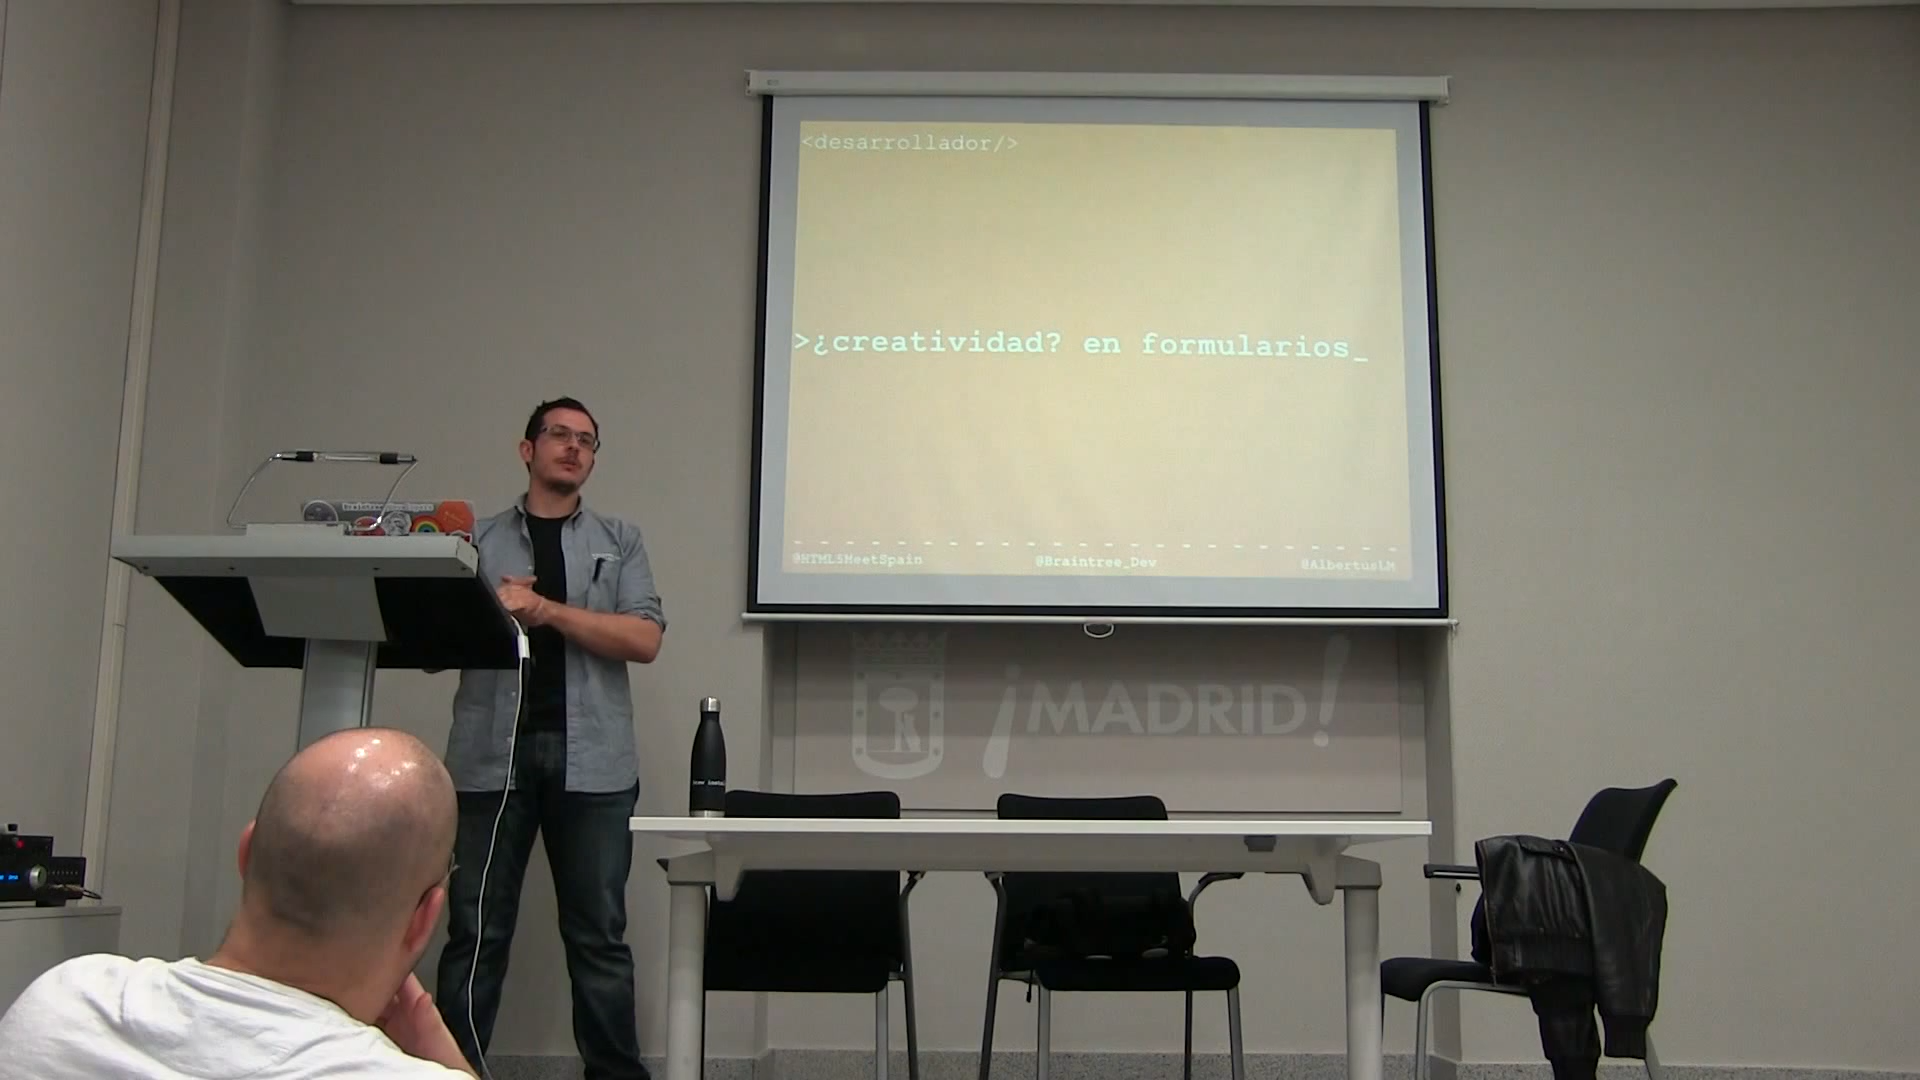 <desarrollador/>
>¿creatividad? en formularios_
@HTML5MeetSpain
@Braintree_Dev
@AlbertusLM
¡MADRID!